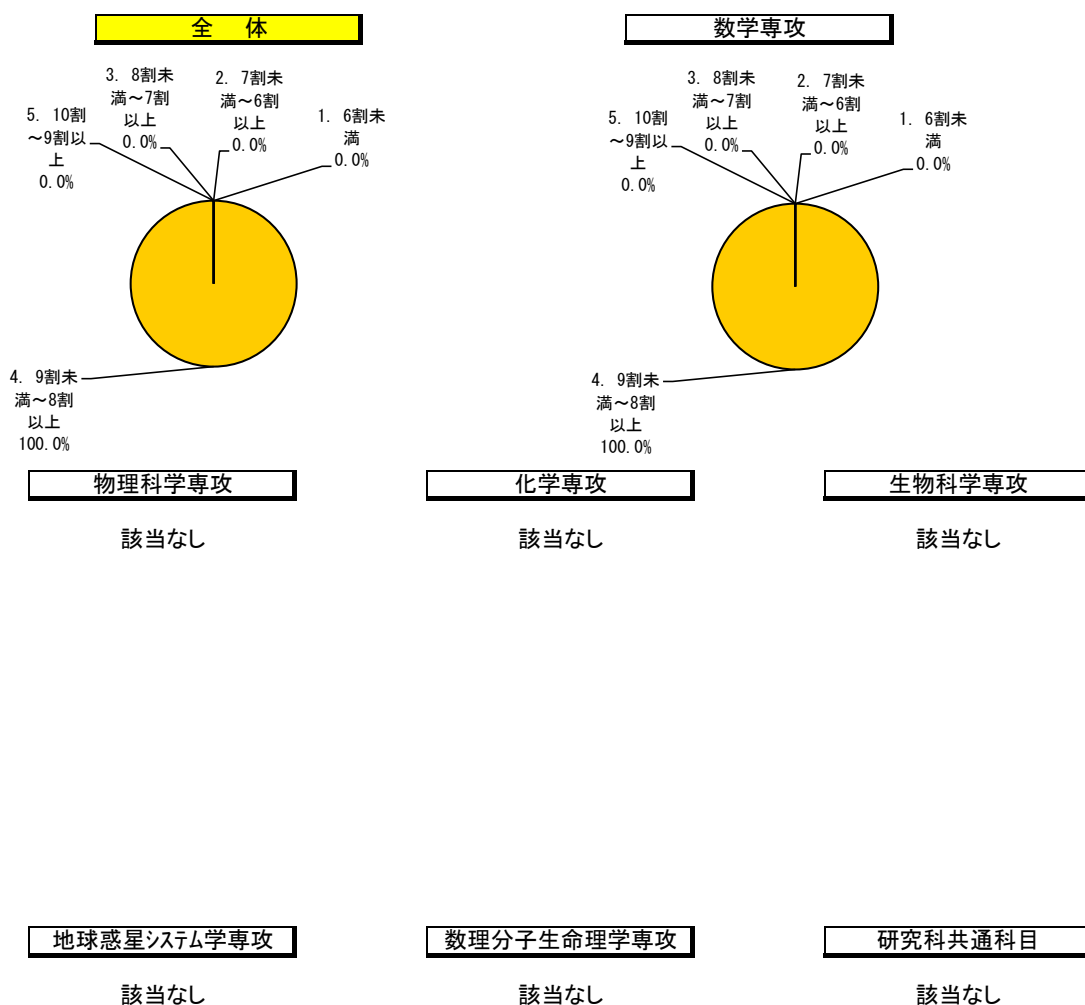 全　体
3. 8割未
満～7割
以上
0.0%
2. 7割未
満～6割
以上
0.0%
5. 10割
～9割以
上
0.0%
1. 6割未
満
0.0%
4. 9割未
満～8割
以上
100.0%
数学専攻
3. 8割未
満～7割
以上
0.0%
2. 7割未
満～6割
以上
0.0%
5. 10割
～9割以
上
0.0%
1. 6割未
満
0.0%
4. 9割未
満～8割
以上
100.0%
物理科学専攻
該当なし
化学専攻
該当なし
生物科学専攻
該当なし
地球惑星ｼｽﾃﾑ学専攻
該当なし
数理分子生命理学専攻
該当なし
研究科共通科目
該当なし